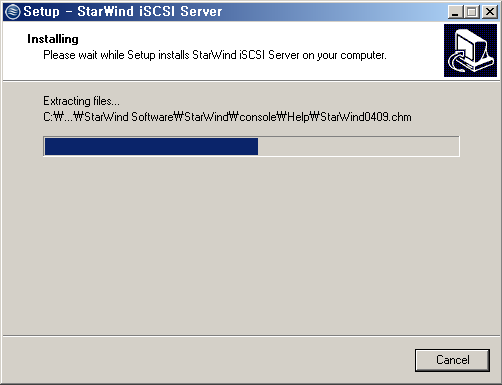 Setup - StarWind iSCSI Server
Installing
Please wait while Setup installs StarWind iSCSI Server on your computer.
Extracting files...
C:₩...₩StarWind Software₩StarWind₩console₩Help₩StarWind0409.chm
Cancel